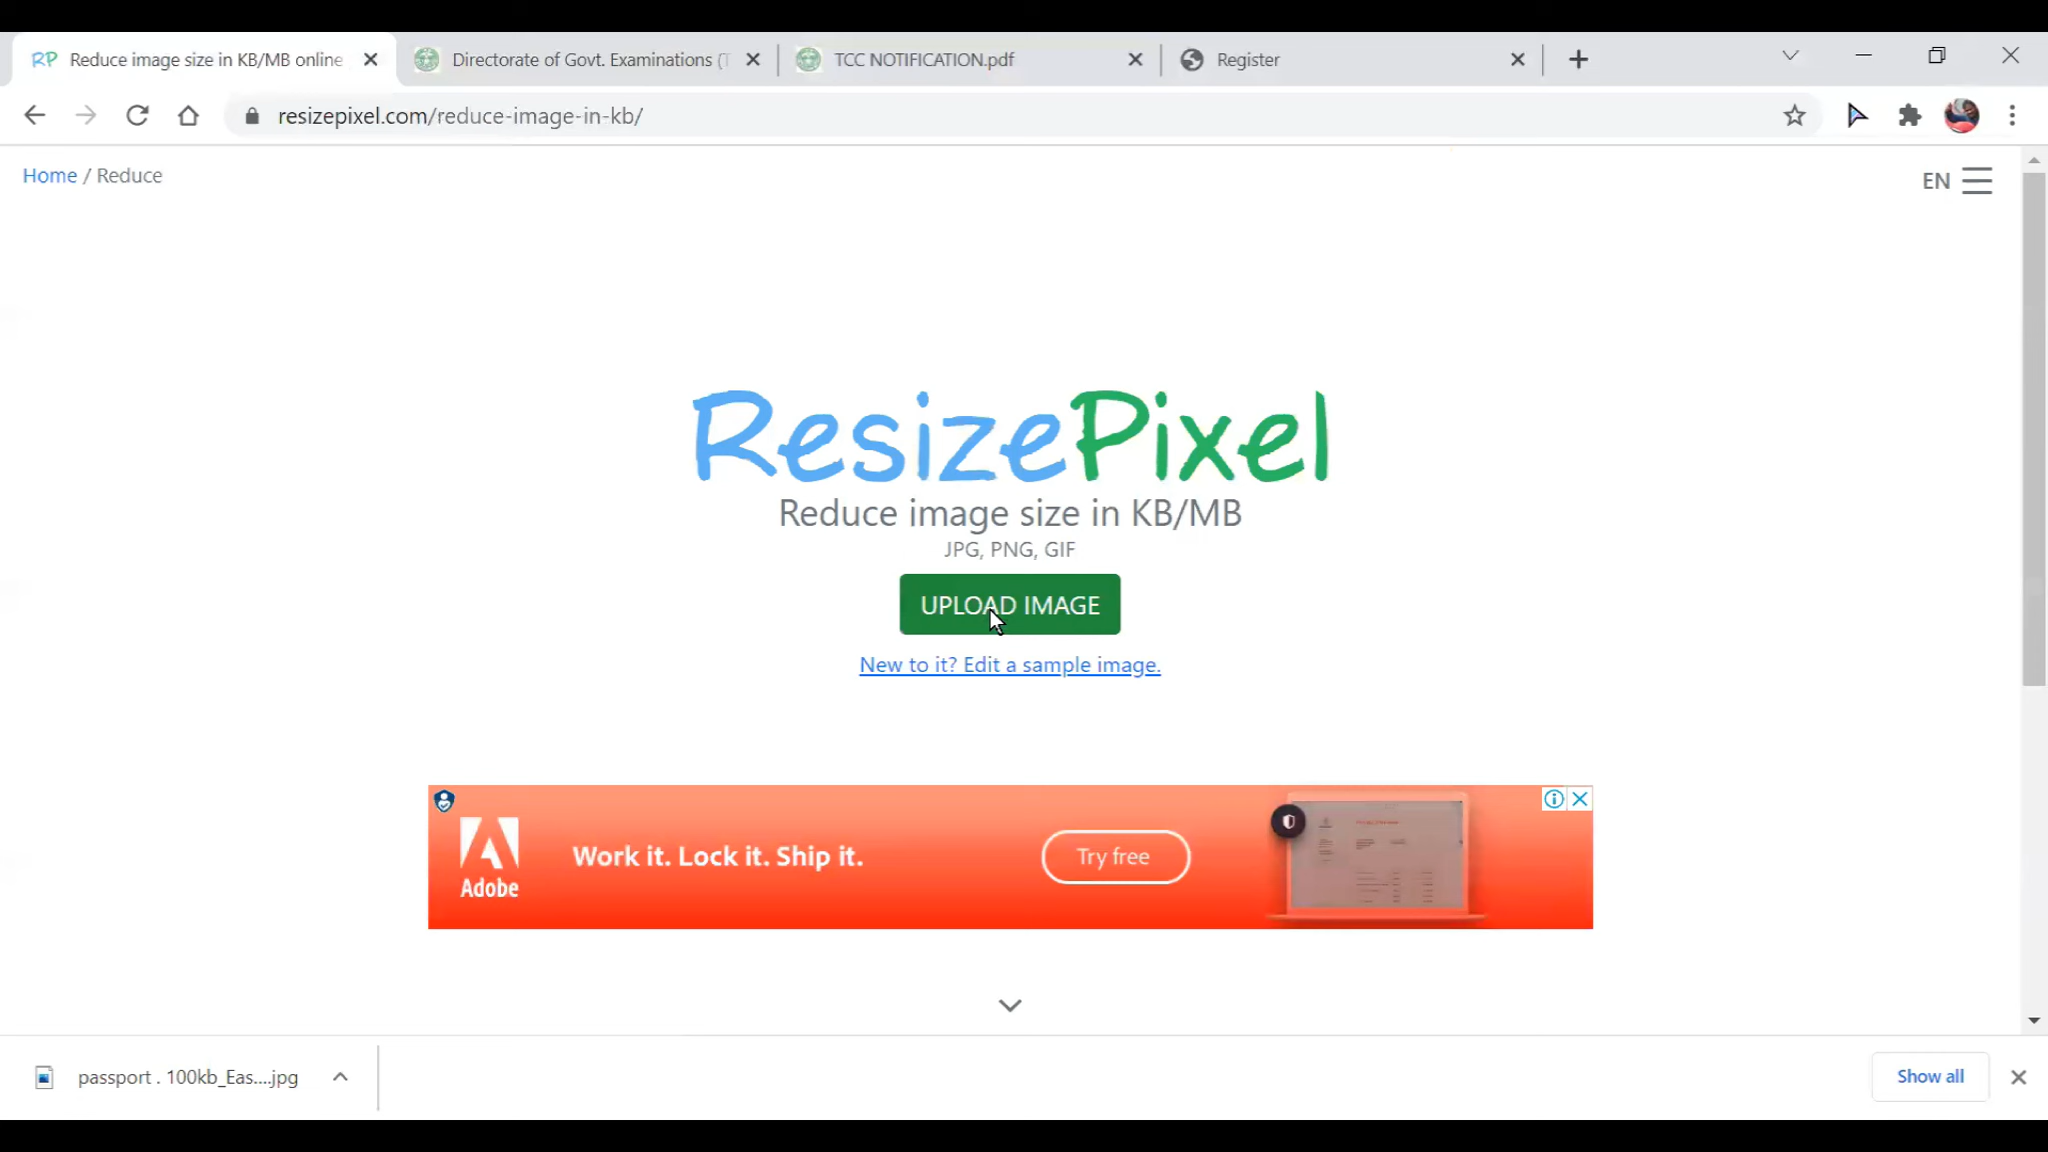 RP Reduce image size in KB/MB online
Directorate of Govt. Examinations (T
TCC NOTIFICATION.pdf
Register
resizepixel.com/reduce-image-in-kb/
Home / Reduce
EN
ResizePixel
Reduce image size in KB/MB
JPG, PNG, GIF
UPLOAD IMAGE
New to it? Edit a sample image.
Adobe
Work it. Lock it. Ship it.
Try free
passport . 100kb_Eas....jpg
Show all